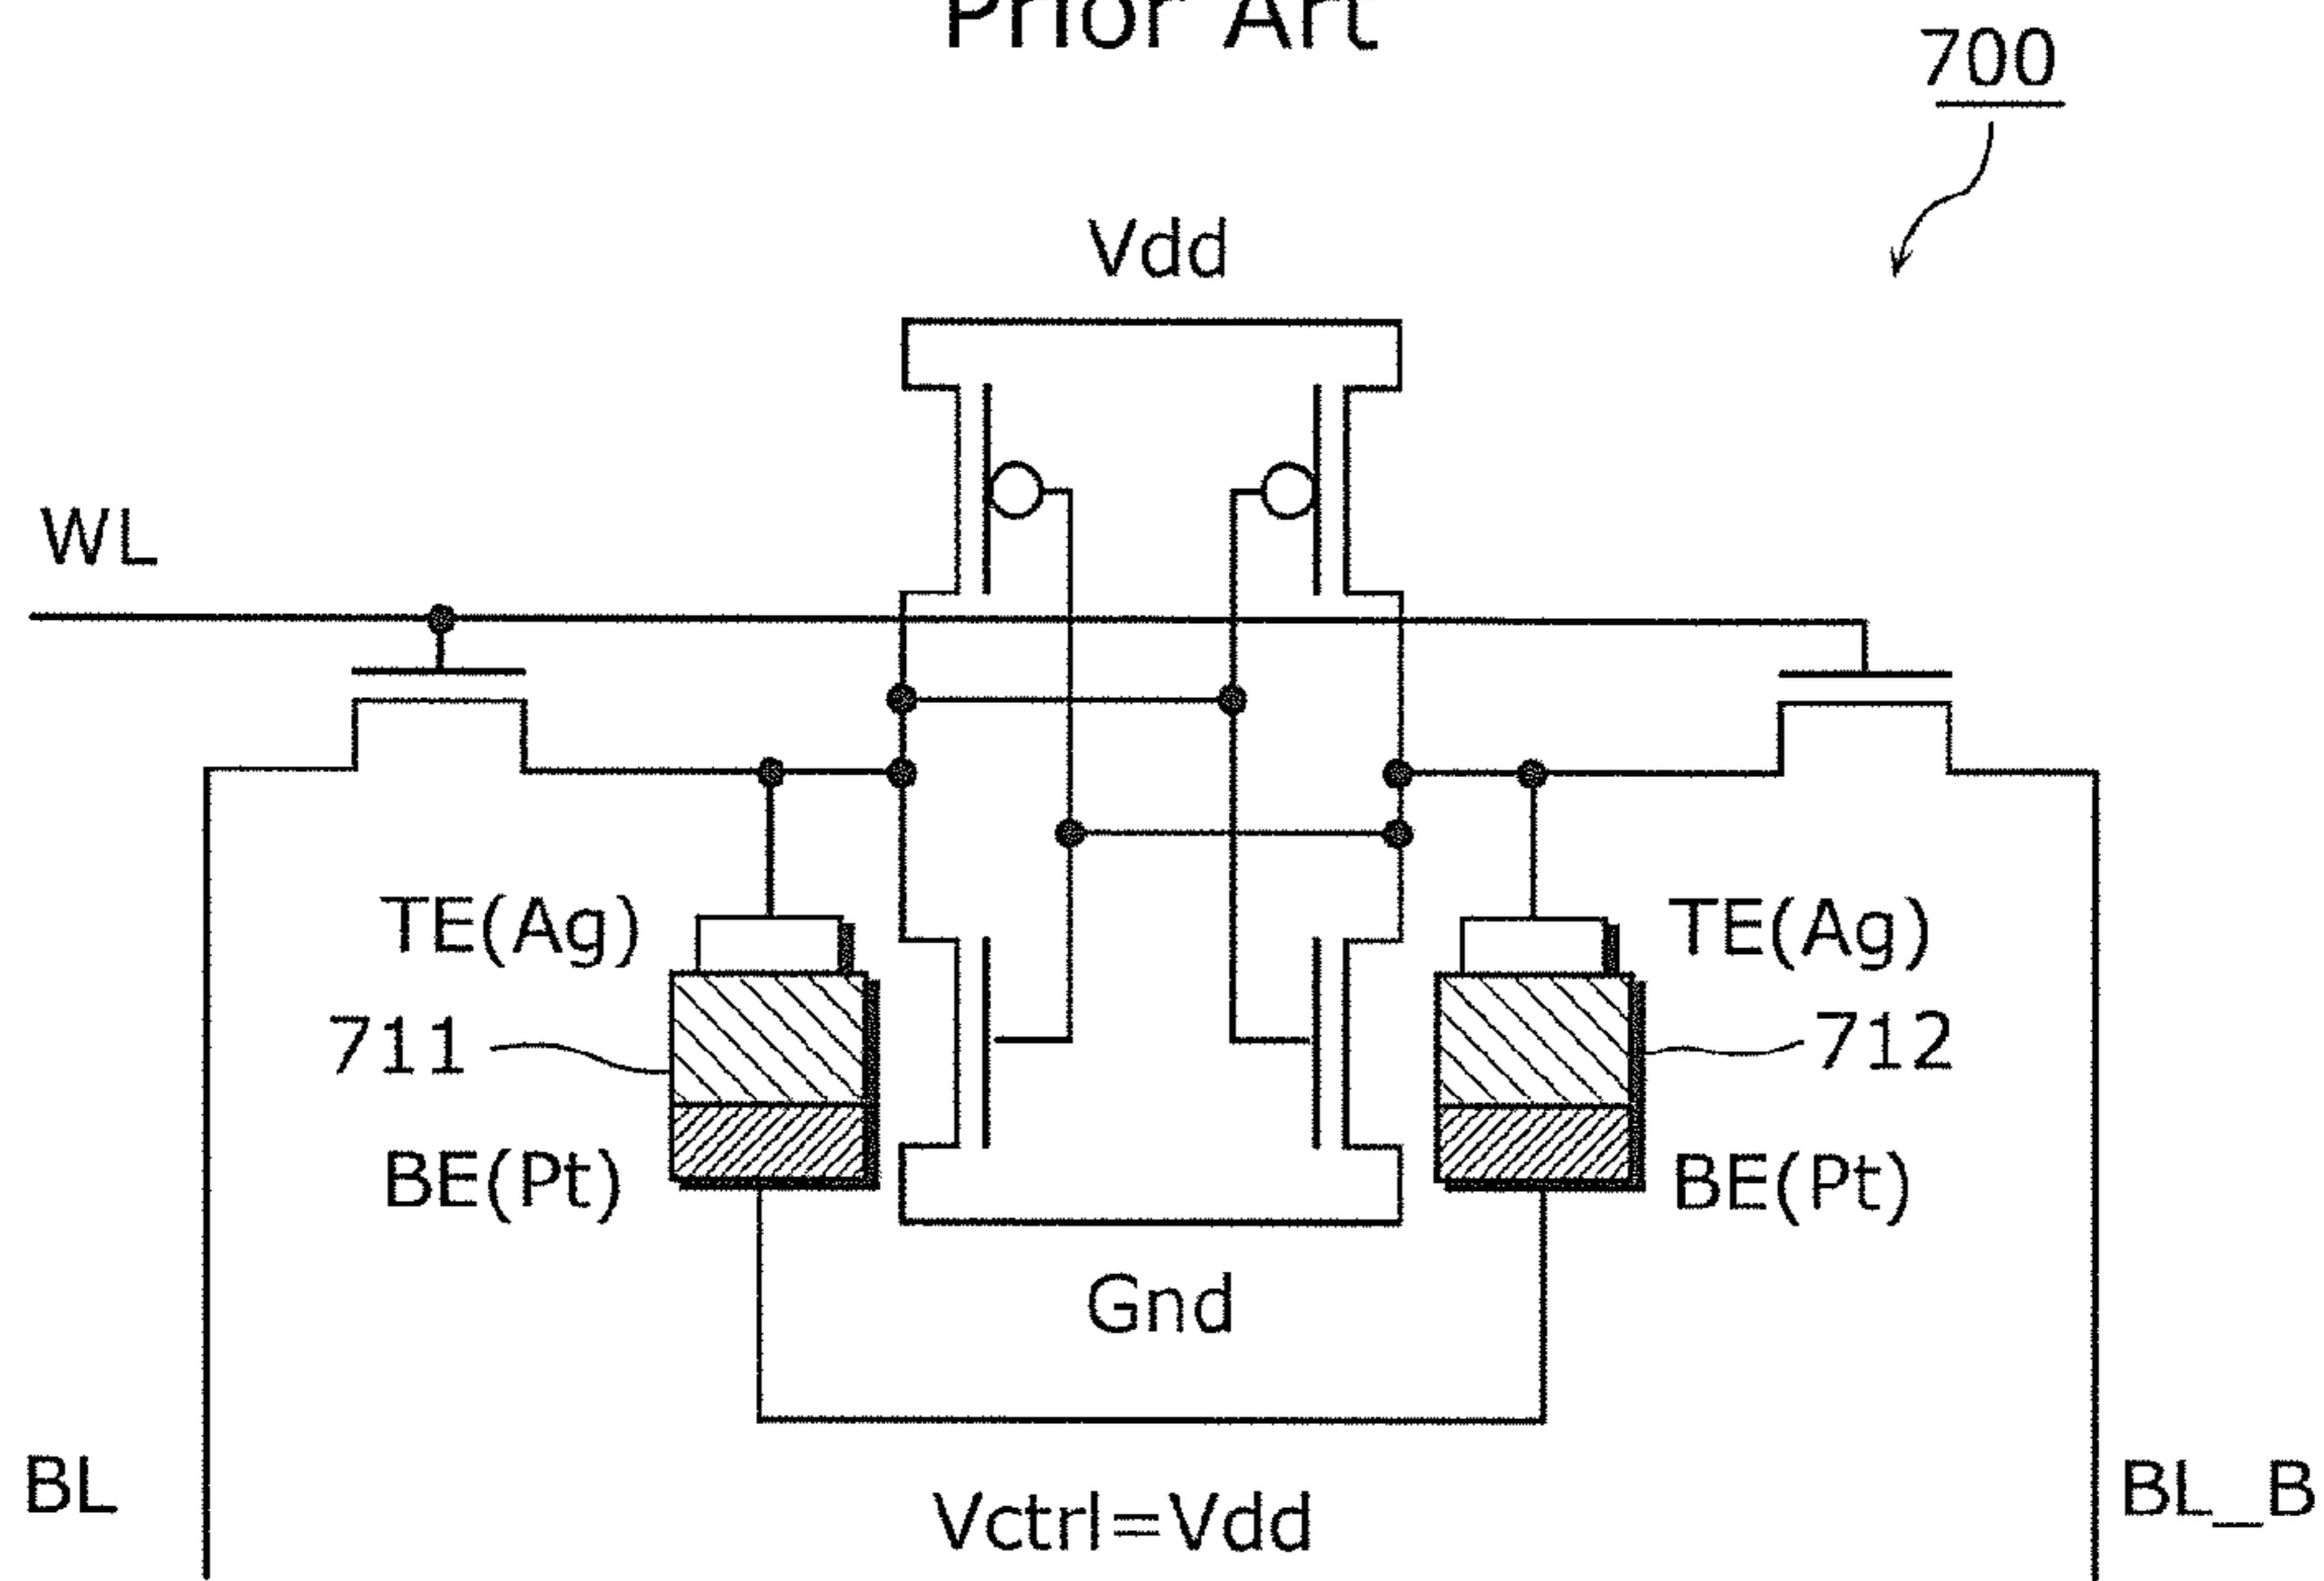 Prior Art
700
Vdd
WL
TE(Ag)
TE(Ag)
711
712
BE(Pt)
BE(Pt)
Gnd
BL
Vctrl=Vdd
BL_B